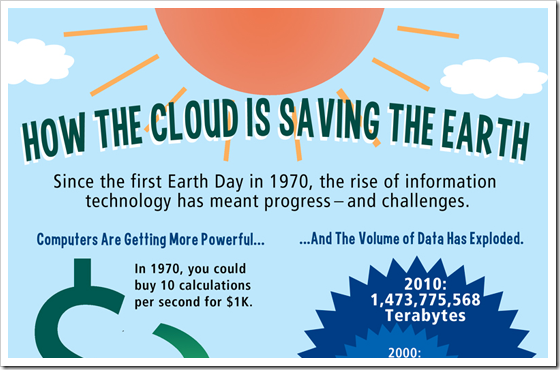 HOW THE CLOUD IS SAVING THE EARTH
Since the first Earth Day in 1970, the rise of information
technology has meant progress – and challenges.
Computers Are Getting More Powerful...
In 1970, you could
buy 10 calculations
per second for $1K.
...And The Volume of Data Has Exploded.
2010:
1,473,775,568
Terabytes
2000: